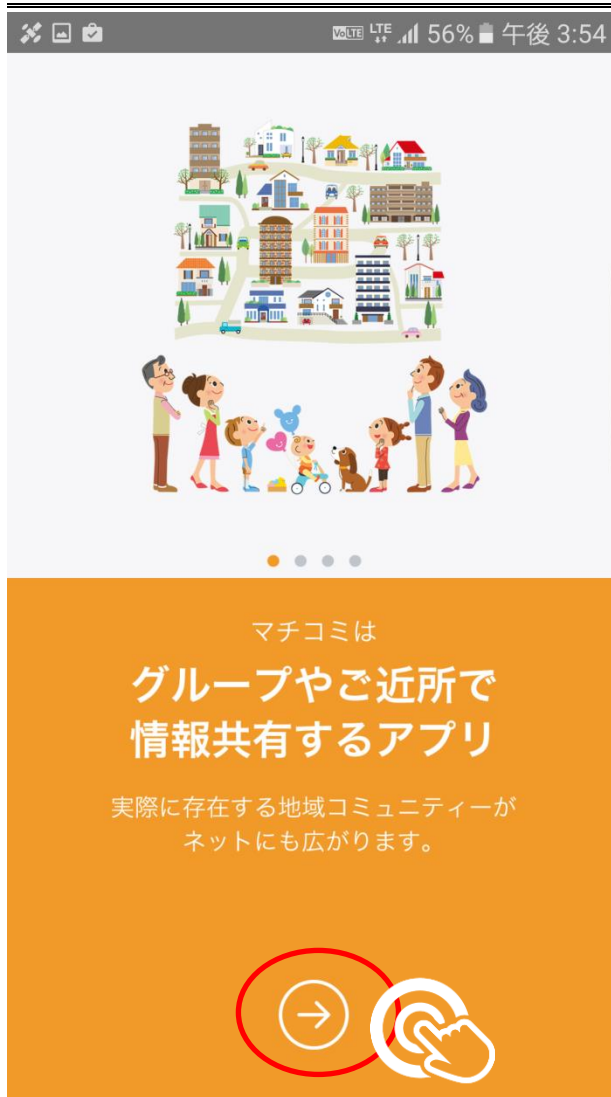 VoLTE LTE 56% 午後 3:54
マチコミは
グループやご近所で
情報共有するアプリ
実際に存在する地域コミュニティーが
ネットにも広がります。